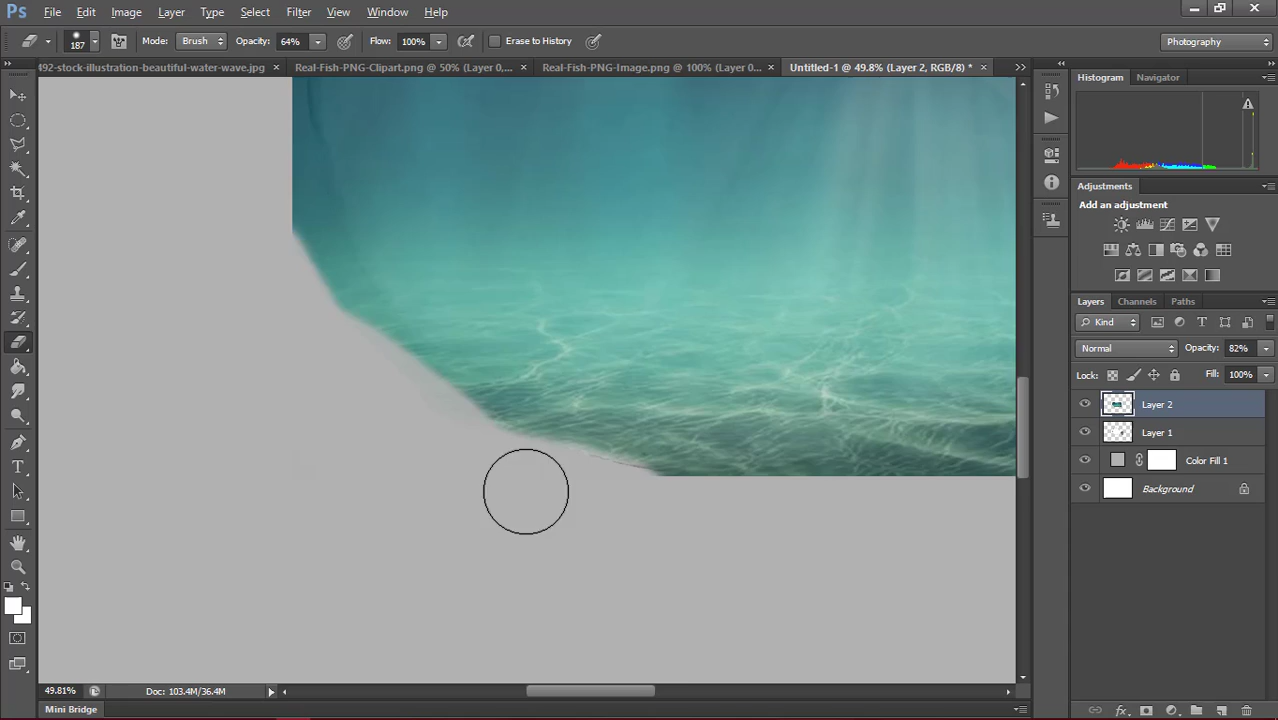 Ps File Edit Image Layer Type Select Filter View Window Help
187 Mode: Brush Opacity: 64% Flow: 100% Erase to History Photography
492-stock-illustration-beautiful-water-wave.jpg × Real-Fish-PNG-Clipart.png @ 50% (Layer 0,... × Real-Fish-PNG-Image.png @ 100% (Layer 0... × Untitled-1 @ 49.8% (Layer 2, RGB/8) * ×
Histogram Navigator
Adjustments
Add an adjustment
Layers Channels Paths
Kind
Normal Opacity: 82%
Lock: Fill: 100%
Layer 2
Layer 1
Color Fill 1
Background
T
49.81% Doc: 103.4M/36.4M
Mini Bridge
fx